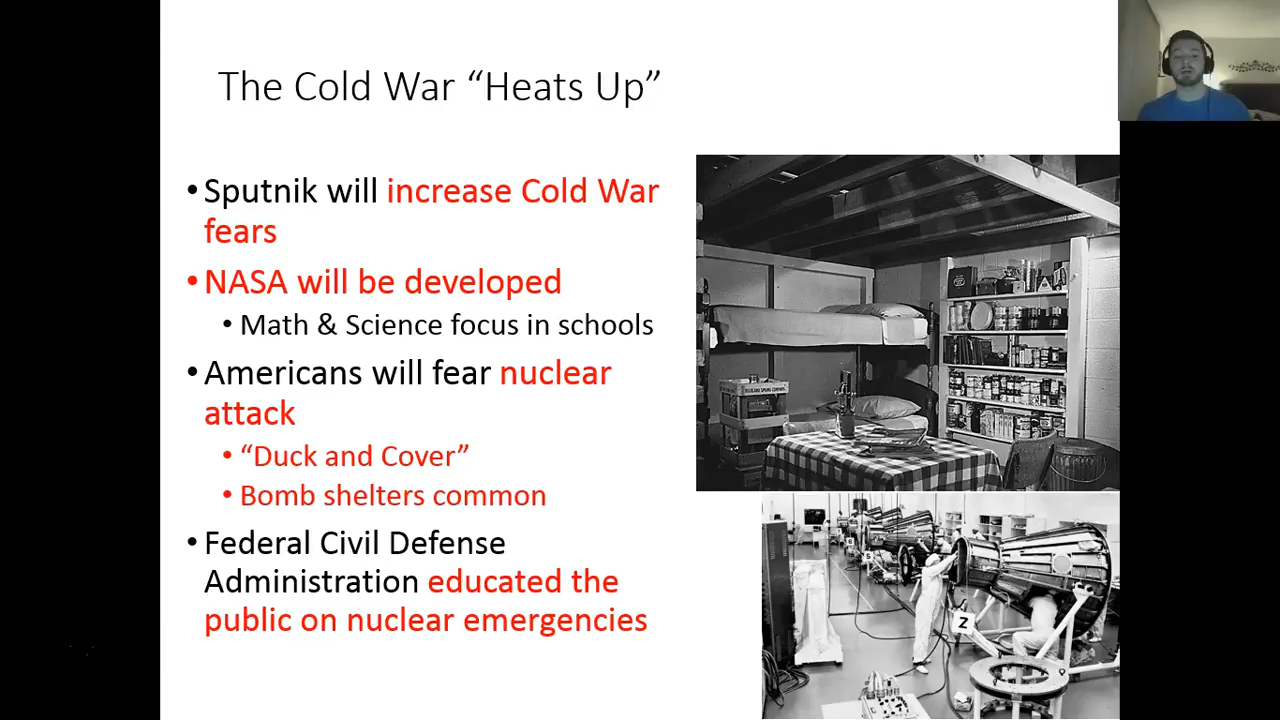 The Cold War “Heats Up”
•Sputnik will increase Cold War
fears
•NASA will be developed
•Math & Science focus in schools
•Americans will fear nuclear
attack
•“Duck and Cover”
•Bomb shelters common
•Federal Civil Defense
Administration educated the
public on nuclear emergencies
Z